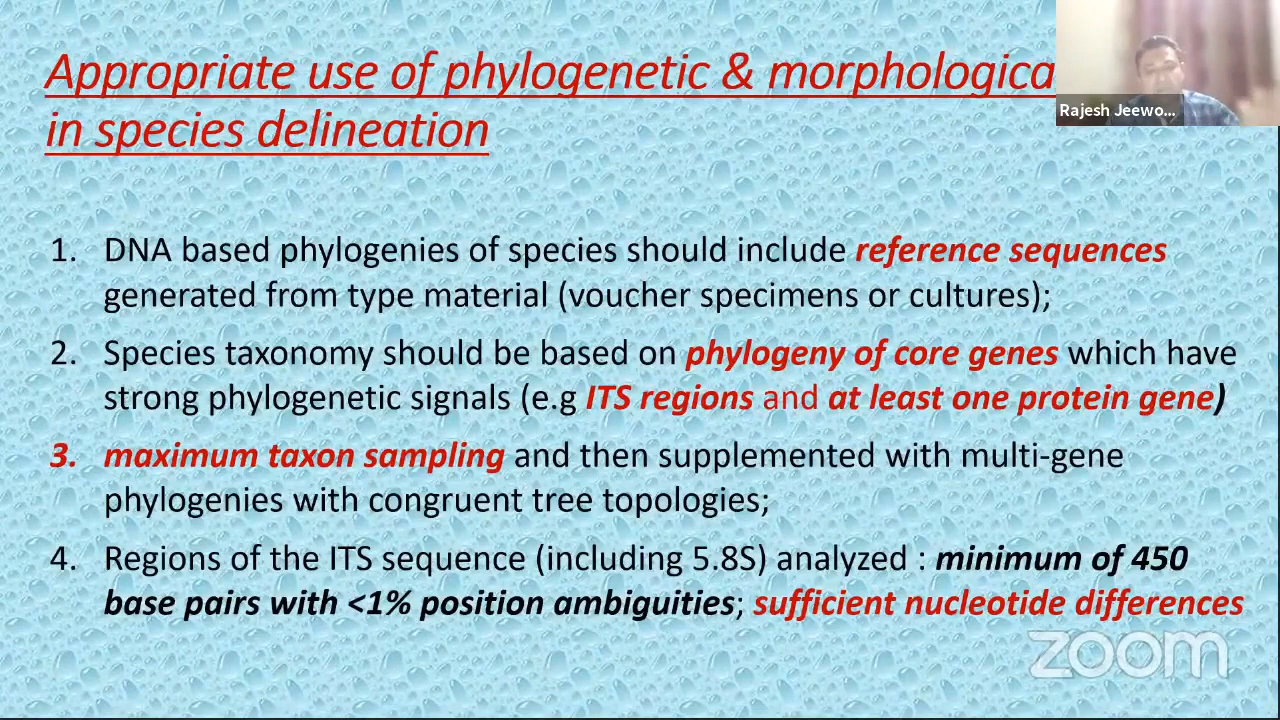 Appropriate use of phylogenetic & morphologica
in species delineation
Rajesh Jeewo...
1. DNA based phylogenies of species should include reference sequences
generated from type material (voucher specimens or cultures);
2. Species taxonomy should be based on phylogeny of core genes which have
strong phylogenetic signals (e.g ITS regions and at least one protein gene)
3. maximum taxon sampling and then supplemented with multi-gene
phylogenies with congruent tree topologies;
4. Regions of the ITS sequence (including 5.8S) analyzed : minimum of 450
base pairs with <1% position ambiguities; sufficient nucleotide differences
zoom